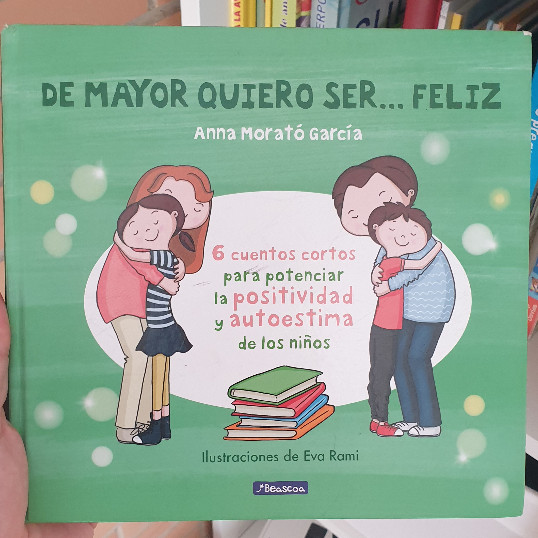 DE MAYOR QUIERO SER... FELIZ
Anna Morató García
6 cuentos cortos
para potenciar
la positividad
y autoestima
de los niños
Ilustraciones de Eva Rami
Beascoa